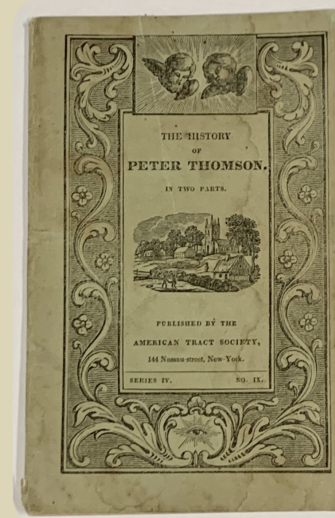 THE HISTORY
OF
PETER THOMSON.
IN TWO PARTS.
PUBLISHED BY THE
AMERICAN TRACT SOCIETY,
144 Nassau-street, New-York.
SERIES IV. NO. IX.